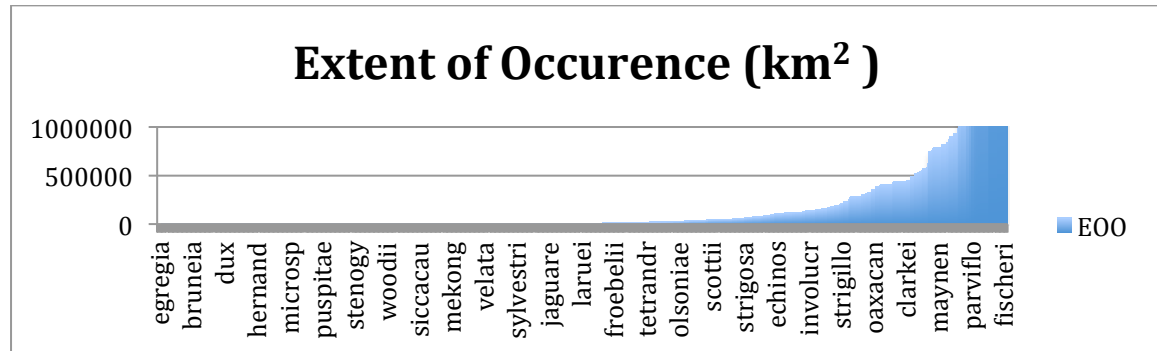 Extent of Occurence (km² )
1000000
500000
0
EOO
egregia
bruneia
dux
hernand
microsp
puspitae
stenogy
woodii
siccacau
mekong
velata
sylvestri
jaguare
laruei
froebelii
tetrandr
olsoniae
scottii
strigosa
echinos
involucr
strigillo
oaxacan
clarkei
maynen
parviflo
fischeri